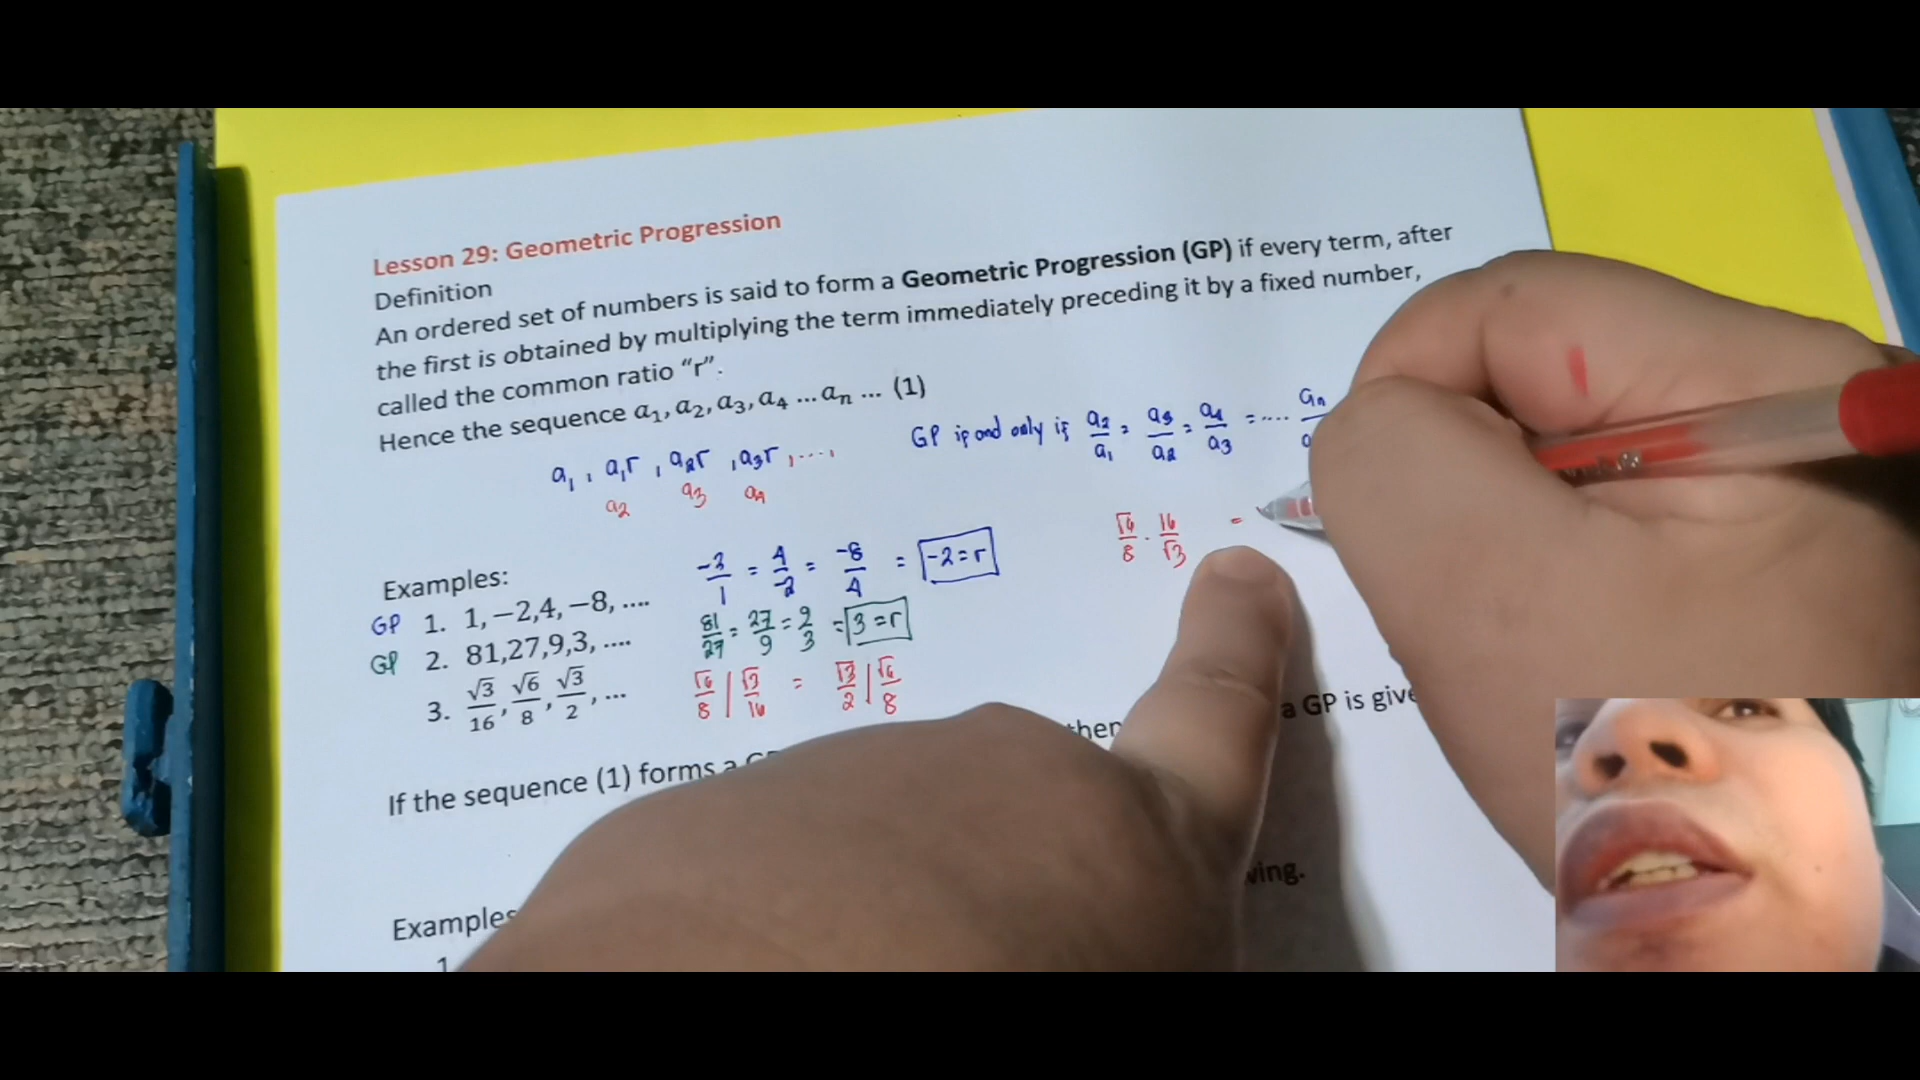 Lesson 29: Geometric Progression
Definition
An ordered set of numbers is said to form a Geometric Progression (GP) if every term, after
the first is obtained by multiplying the term immediately preceding it by a fixed number,
called the common ratio “r”.
Hence the sequence a₁, a₂, a₃, a₄ ... aₙ ... (1)
GP if and only if a₂/a₁ = a₃/a₂ = a₄/a₃ = .... aₙ/a
a₁, a₁r, a₂r, a₃r, ....
a₂ a₃ a₄
√6/8 · 16/√3 =
Examples:
-2/1 = 4/-2 = -8/4 = -2=r
GP 1. 1, −2,4, −8, ....
81/27 = 27/9 = 9/3 = 3=r
GP 2. 81,27,9,3, ....
3. √3/16, √6/8, √3/2, ...
√6/8 | √3/16 = √3/2 | √6/8
If the sequence (1) forms a a GP is give
Examples
1